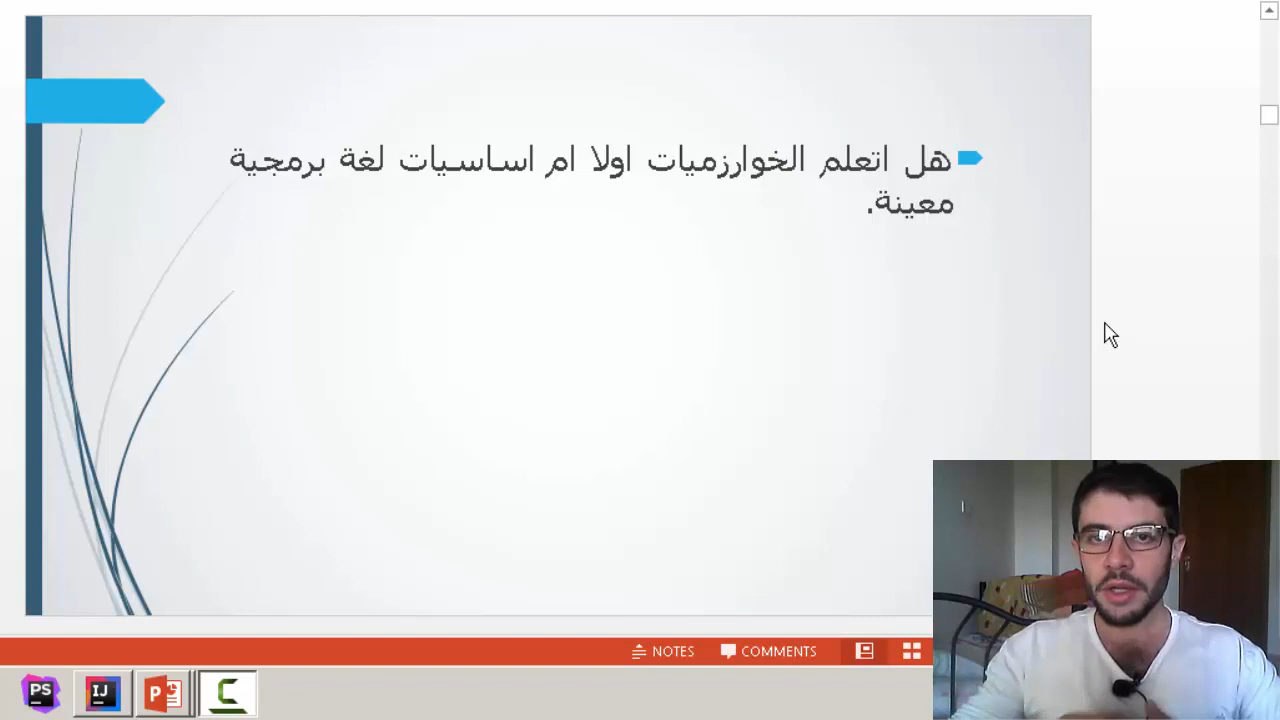 هل اتعلم الخوارزميات اولا ام اساسيات لغة برمجية
معينة.
NOTES COMMENTS
PS IJ P C